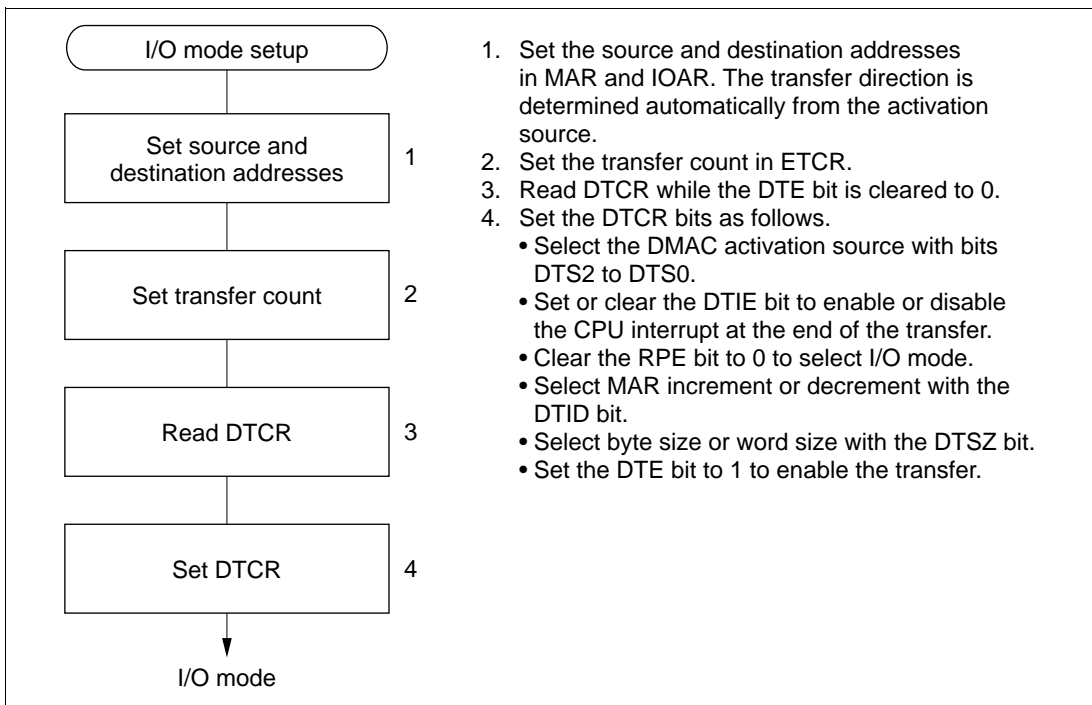 I/O mode setup
Set source and
destination addresses
1
Set transfer count
2
Read DTCR
3
Set DTCR
4
I/O mode
1. Set the source and destination addresses
in MAR and IOAR. The transfer direction is
determined automatically from the activation
source.
2. Set the transfer count in ETCR.
3. Read DTCR while the DTE bit is cleared to 0.
4. Set the DTCR bits as follows.
• Select the DMAC activation source with bits
DTS2 to DTS0.
• Set or clear the DTIE bit to enable or disable
the CPU interrupt at the end of the transfer.
• Clear the RPE bit to 0 to select I/O mode.
• Select MAR increment or decrement with the
DTID bit.
• Select byte size or word size with the DTSZ bit.
• Set the DTE bit to 1 to enable the transfer.